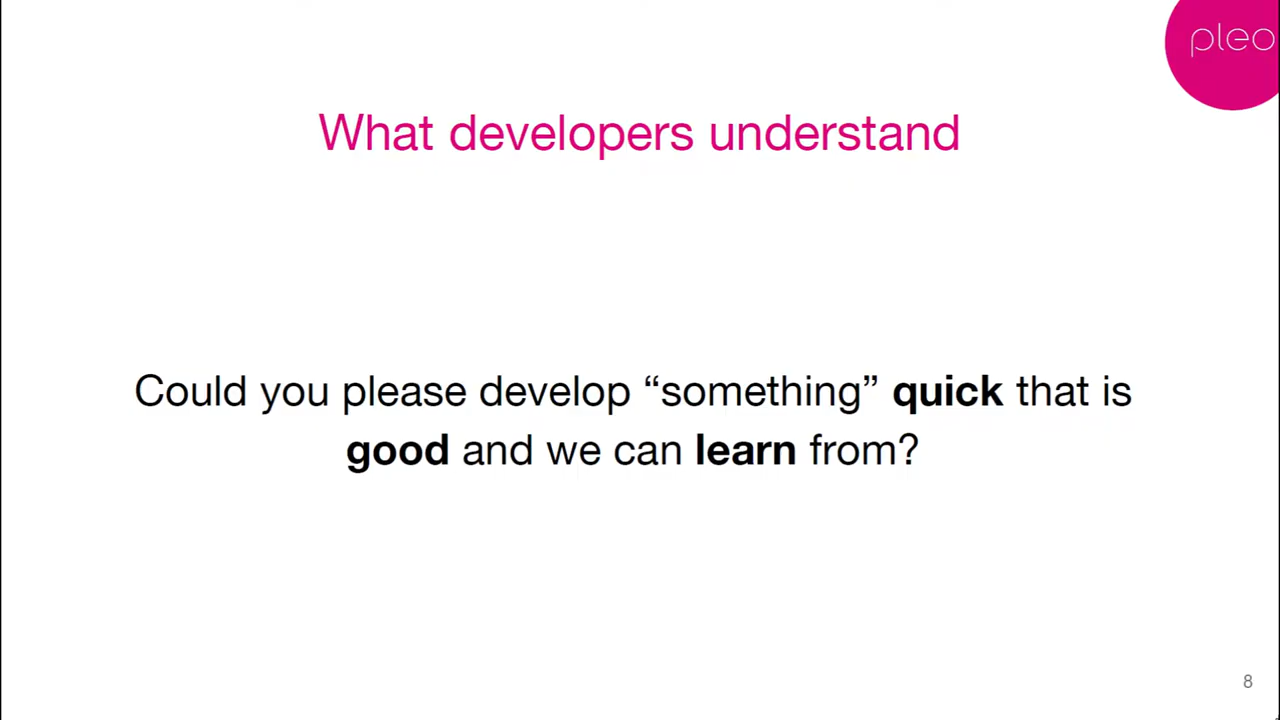 pleo
What developers understand
Could you please develop “something” quick that is
good and we can learn from?
8